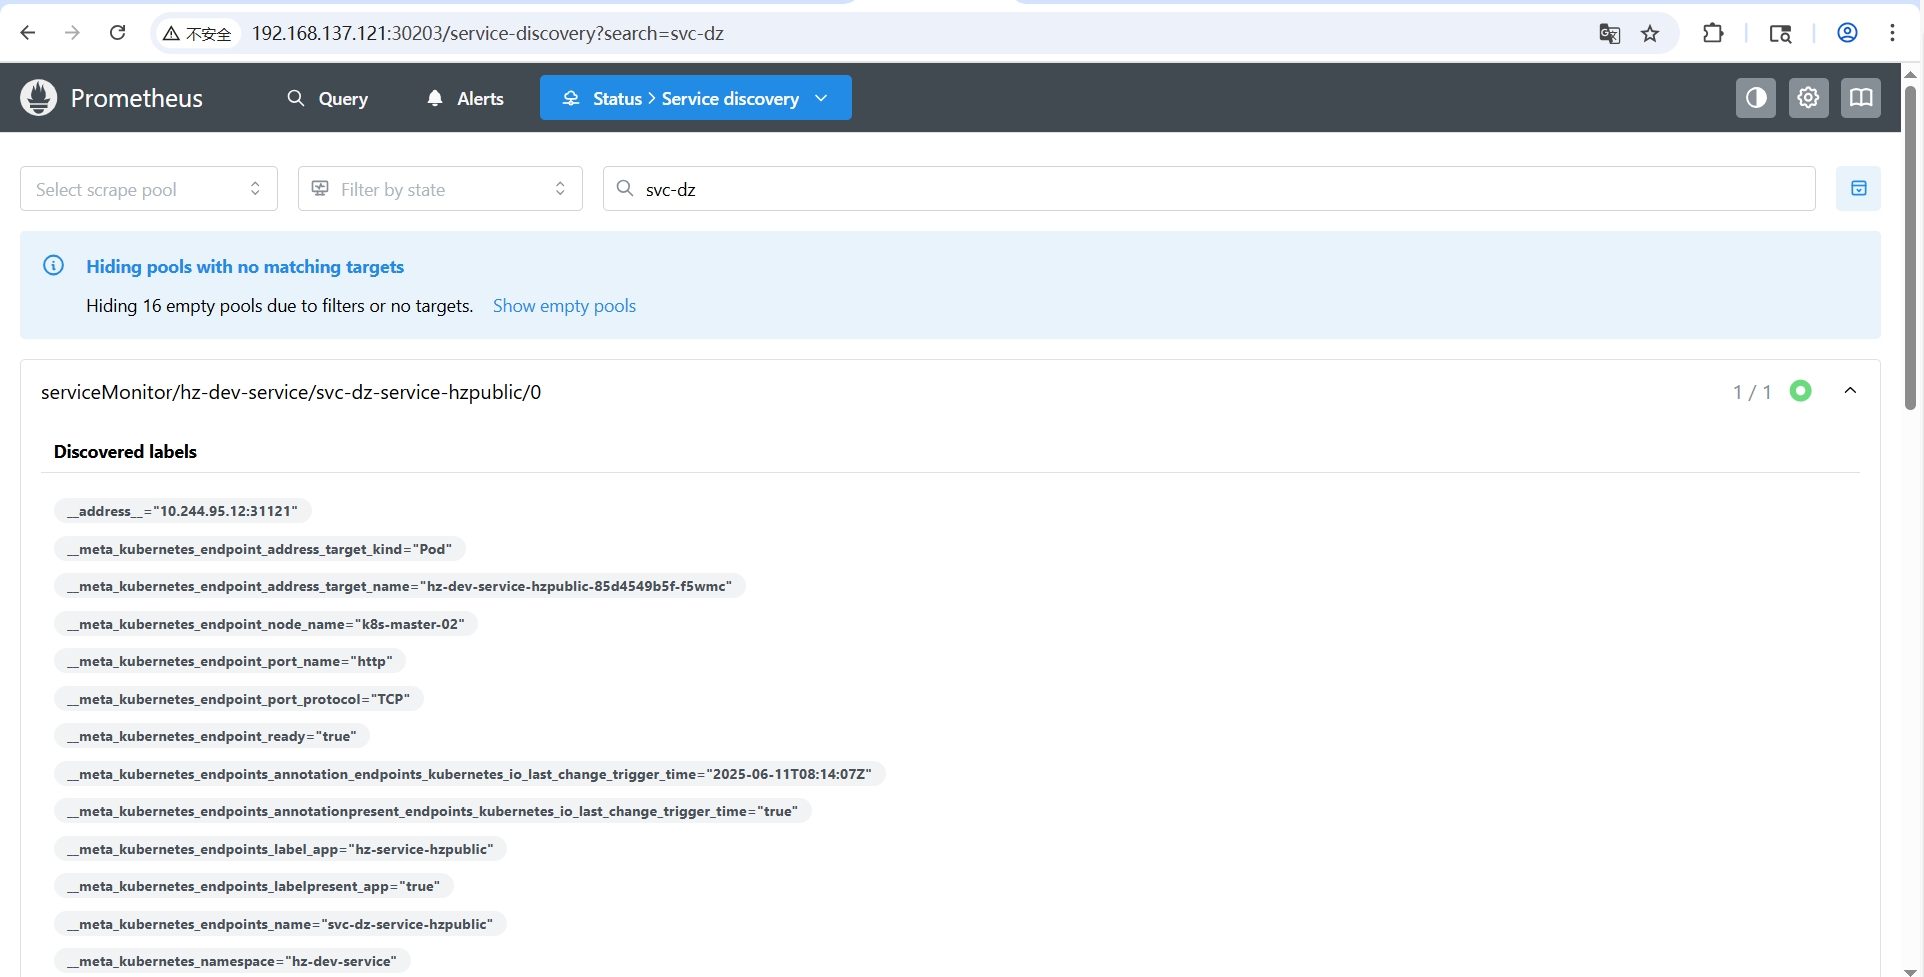 不安全 192.168.137.121:30203/service-discovery?search=svc-dz
Prometheus Query Alerts Status > Service discovery
Select scrape pool Filter by state svc-dz
Hiding pools with no matching targets
Hiding 16 empty pools due to filters or no targets. Show empty pools
serviceMonitor/hz-dev-service/svc-dz-service-hzpublic/0 1 / 1
Discovered labels
__address__="10.244.95.12:31121"
__meta_kubernetes_endpoint_address_target_kind="Pod"
__meta_kubernetes_endpoint_address_target_name="hz-dev-service-hzpublic-85d4549b5f-f5wmc"
__meta_kubernetes_endpoint_node_name="k8s-master-02"
__meta_kubernetes_endpoint_port_name="http"
__meta_kubernetes_endpoint_port_protocol="TCP"
__meta_kubernetes_endpoint_ready="true"
__meta_kubernetes_endpoints_annotation_endpoints_kubernetes_io_last_change_trigger_time="2025-06-11T08:14:07Z"
__meta_kubernetes_endpoints_annotationpresent_endpoints_kubernetes_io_last_change_trigger_time="true"
__meta_kubernetes_endpoints_label_app="hz-service-hzpublic"
__meta_kubernetes_endpoints_labelpresent_app="true"
__meta_kubernetes_endpoints_name="svc-dz-service-hzpublic"
__meta_kubernetes_namespace="hz-dev-service"